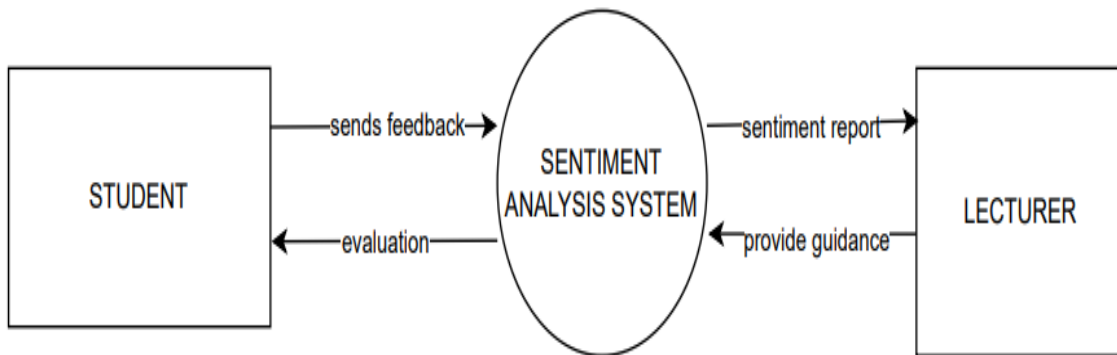 STUDENT
sends feedback
evaluation
SENTIMENT
ANALYSIS SYSTEM
sentiment report
provide guidance
LECTURER